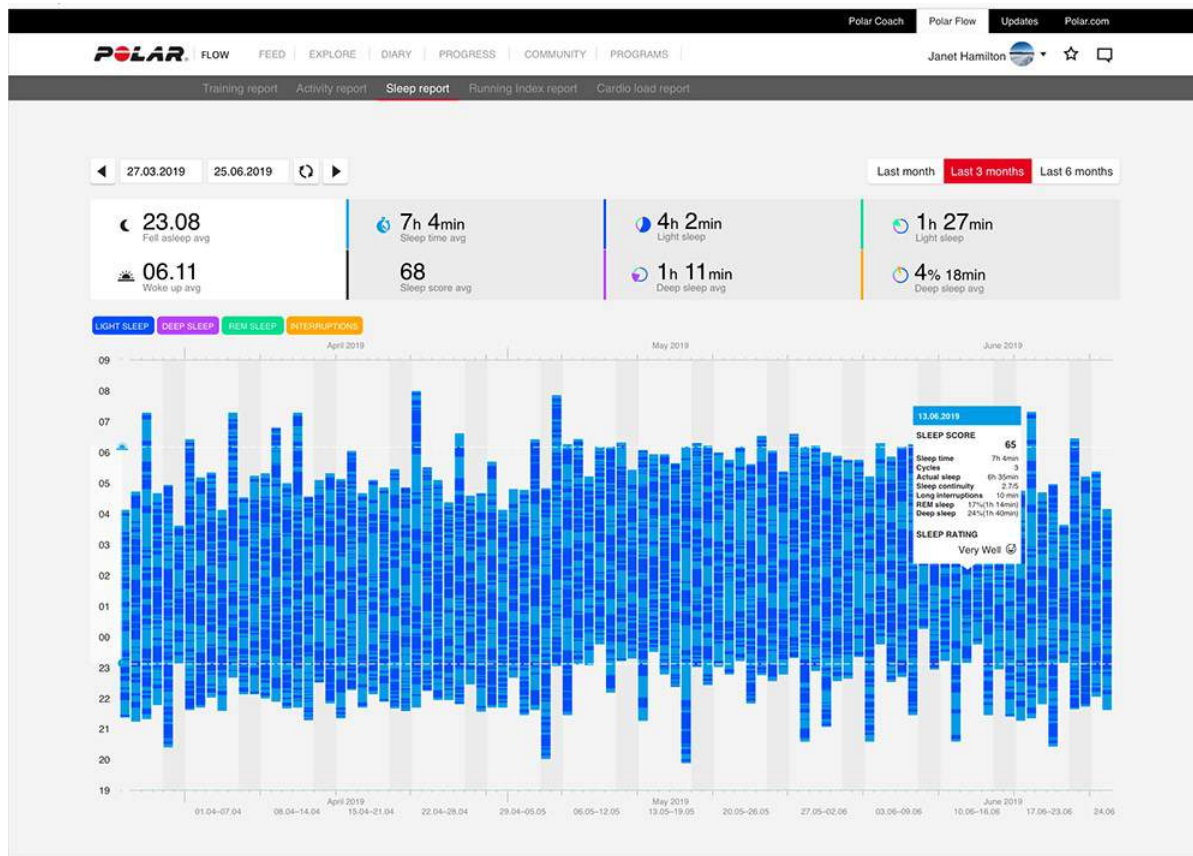 Polar Coach Polar Flow Updates Polar.com
POLAR. FLOW FEED EXPLORE DIARY PROGRESS COMMUNITY PROGRAMS Janet Hamilton
Training report Activity report Sleep report Running Index report Cardio load report
27.03.2019 25.06.2019 Last month Last 3 months Last 6 months
23.08
Fell asleep avg
06.11
Woke up avg
7h 4min
Sleep time avg
68
Sleep score avg
4h 2min
Light sleep
1h 11min
Deep sleep avg
1h 27min
Light sleep
4% 18min
Deep sleep avg
LIGHT SLEEP DEEP SLEEP REM SLEEP INTERRUPTIONS
April 2019 May 2019 June 2019
09
08
07
06
05
04
03
02
01
00
23
22
21
20
19
13.06.2019
SLEEP SCORE
65
Sleep time 7h 4min
Cycles 3
Actual sleep 6h 35min
Sleep continuity 2.7/5
Long interruptions 10 min
REM sleep 17%(1h 14min)
Deep sleep 24%(1h 40min)
SLEEP RATING
Very Well
April 2019 May 2019 June 2019
01.04–07.04 08.04–14.04 15.04–21.04 22.04–28.04 29.04–05.05 06.05–12.05 13.05–19.05 20.05–26.05 27.05–02.06 03.06–09.06 10.06–16.06 17.06–23.06 24.06